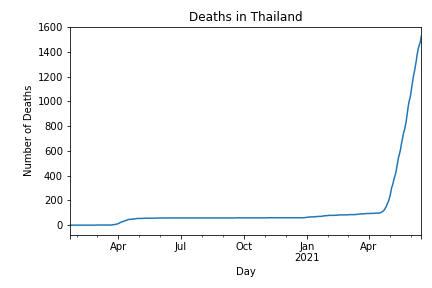 Deaths in Thailand
1600
1400
1200
1000
800
600
400
200
0
Number of Deaths
Apr
Jul
Oct
Jan
2021
Apr
Day